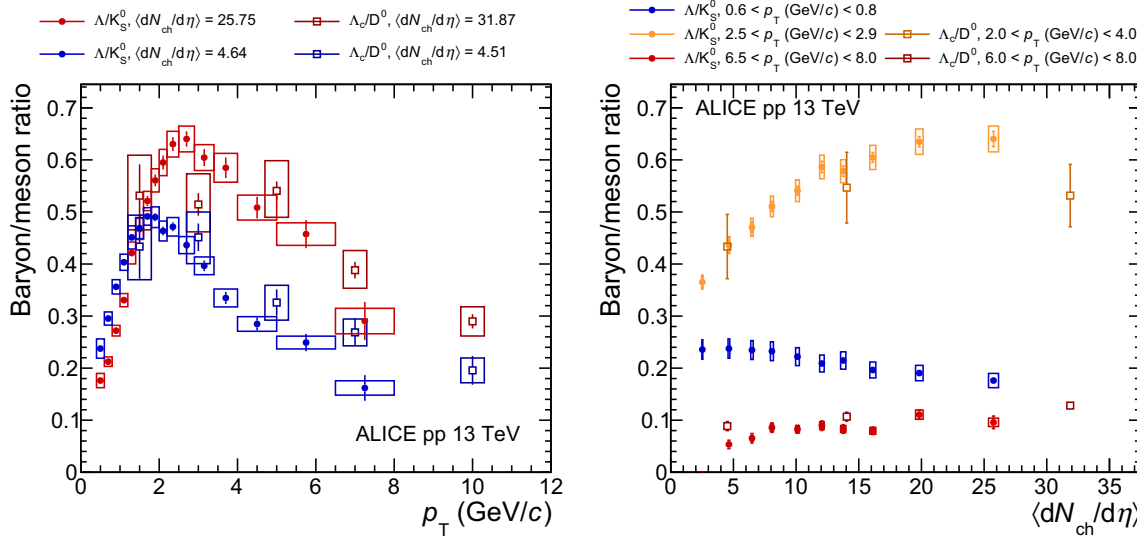 Λ/K⁰_S, ⟨dN_ch/dη⟩ = 25.75
Λ_c/D⁰, ⟨dN_ch/dη⟩ = 31.87
Λ/K⁰_S, ⟨dN_ch/dη⟩ = 4.64
Λ_c/D⁰, ⟨dN_ch/dη⟩ = 4.51
Baryon/meson ratio
0.7
0.6
0.5
0.4
0.3
0.2
0.1
0
ALICE pp 13 TeV
0 2 4 6 8 10 12
p_T (GeV/c)
Λ/K⁰_S, 0.6 < p_T (GeV/c) < 0.8
Λ/K⁰_S, 2.5 < p_T (GeV/c) < 2.9
Λ_c/D⁰, 2.0 < p_T (GeV/c) < 4.0
Λ/K⁰_S, 6.5 < p_T (GeV/c) < 8.0
Λ_c/D⁰, 6.0 < p_T (GeV/c) < 8.0
ALICE pp 13 TeV
Baryon/meson ratio
0.7
0.6
0.5
0.4
0.3
0.2
0.1
0
0 5 10 15 20 25 30 35
⟨dN_ch/dη⟩